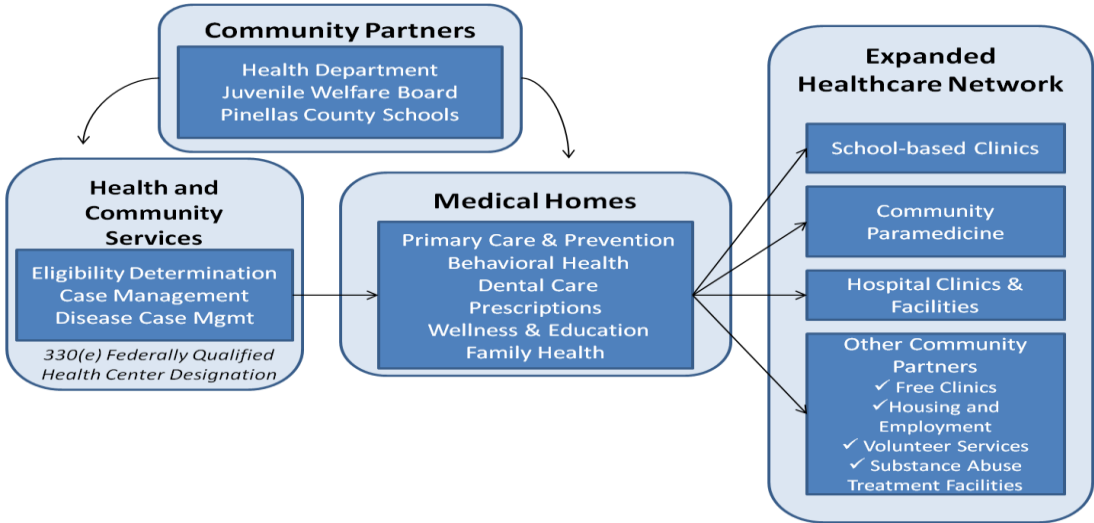 Community Partners
Health Department
Juvenile Welfare Board
Pinellas County Schools
Health and
Community
Services
Eligibility Determination
Case Management
Disease Case Mgmt
330(e) Federally Qualified
Health Center Designation
Medical Homes
Primary Care & Prevention
Behavioral Health
Dental Care
Prescriptions
Wellness & Education
Family Health
Expanded
Healthcare Network
School-based Clinics
Community
Paramedicine
Hospital Clinics &
Facilities
Other Community
Partners
✓ Free Clinics
✓Housing and
Employment
✓ Volunteer Services
✓ Substance Abuse
Treatment Facilities